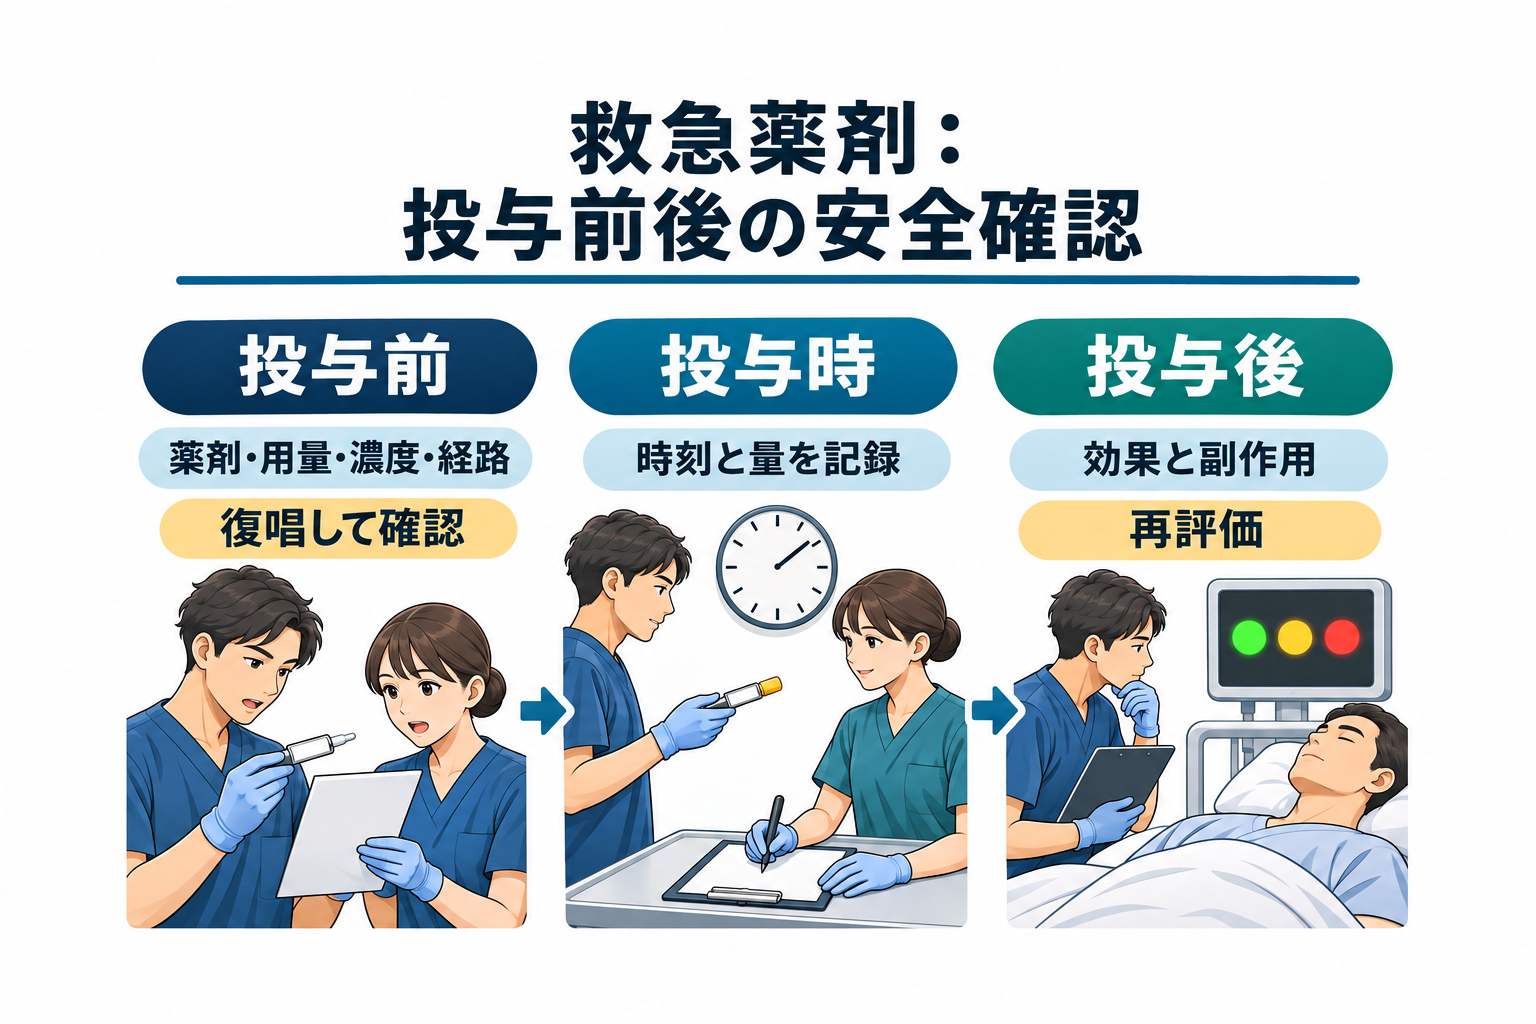 救急薬剤：
投与前後の安全確認
投与前
薬剤・用量・濃度・経路
復唱して確認
投与時
時刻と量を記録
投与後
効果と副作用
再評価